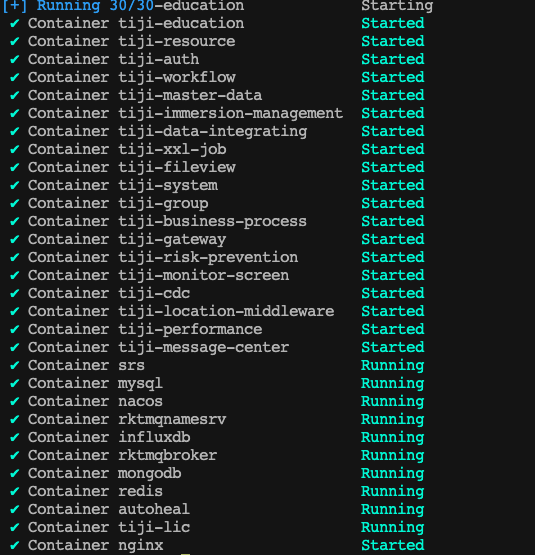 [+] Running 30/30-education Starting
✔ Container tiji-education Started
✔ Container tiji-resource Started
✔ Container tiji-auth Started
✔ Container tiji-workflow Started
✔ Container tiji-master-data Started
✔ Container tiji-immersion-management Started
✔ Container tiji-data-integrating Started
✔ Container tiji-xxl-job Started
✔ Container tiji-fileview Started
✔ Container tiji-system Started
✔ Container tiji-group Started
✔ Container tiji-business-process Started
✔ Container tiji-gateway Started
✔ Container tiji-risk-prevention Started
✔ Container tiji-monitor-screen Started
✔ Container tiji-cdc Started
✔ Container tiji-location-middleware Started
✔ Container tiji-performance Started
✔ Container tiji-message-center Started
✔ Container srs Running
✔ Container mysql Running
✔ Container nacos Running
✔ Container rktmqnamesrv Running
✔ Container influxdb Running
✔ Container rktmqbroker Running
✔ Container mongodb Running
✔ Container redis Running
✔ Container autoheal Running
✔ Container tiji-lic Running
✔ Container nginx Started